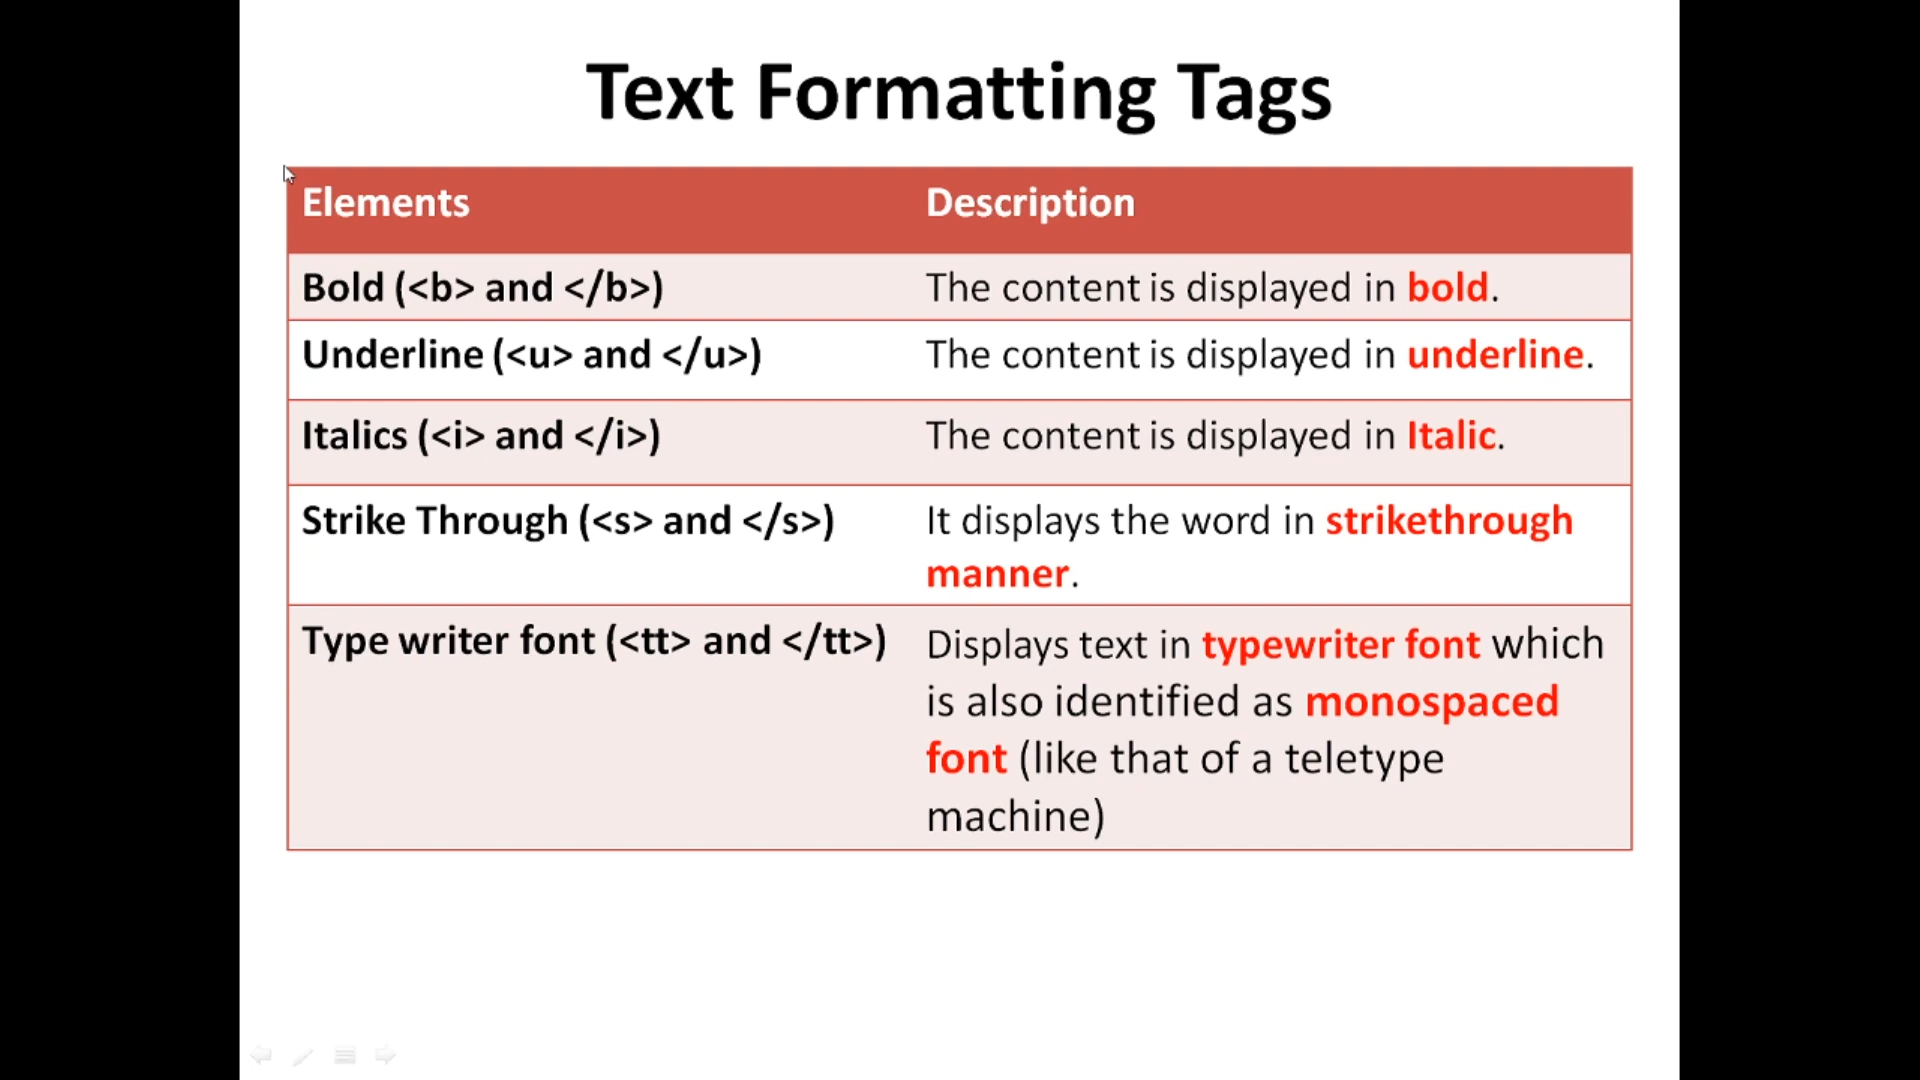 Text Formatting Tags
Elements Description
Bold (<b> and </b>) The content is displayed in bold.
Underline (<u> and </u>) The content is displayed in underline.
Italics (<i> and </i>) The content is displayed in Italic.
Strike Through (<s> and </s>) It displays the word in strikethrough
manner.
Type writer font (<tt> and </tt>) Displays text in typewriter font which
is also identified as monospaced
font (like that of a teletype
machine)